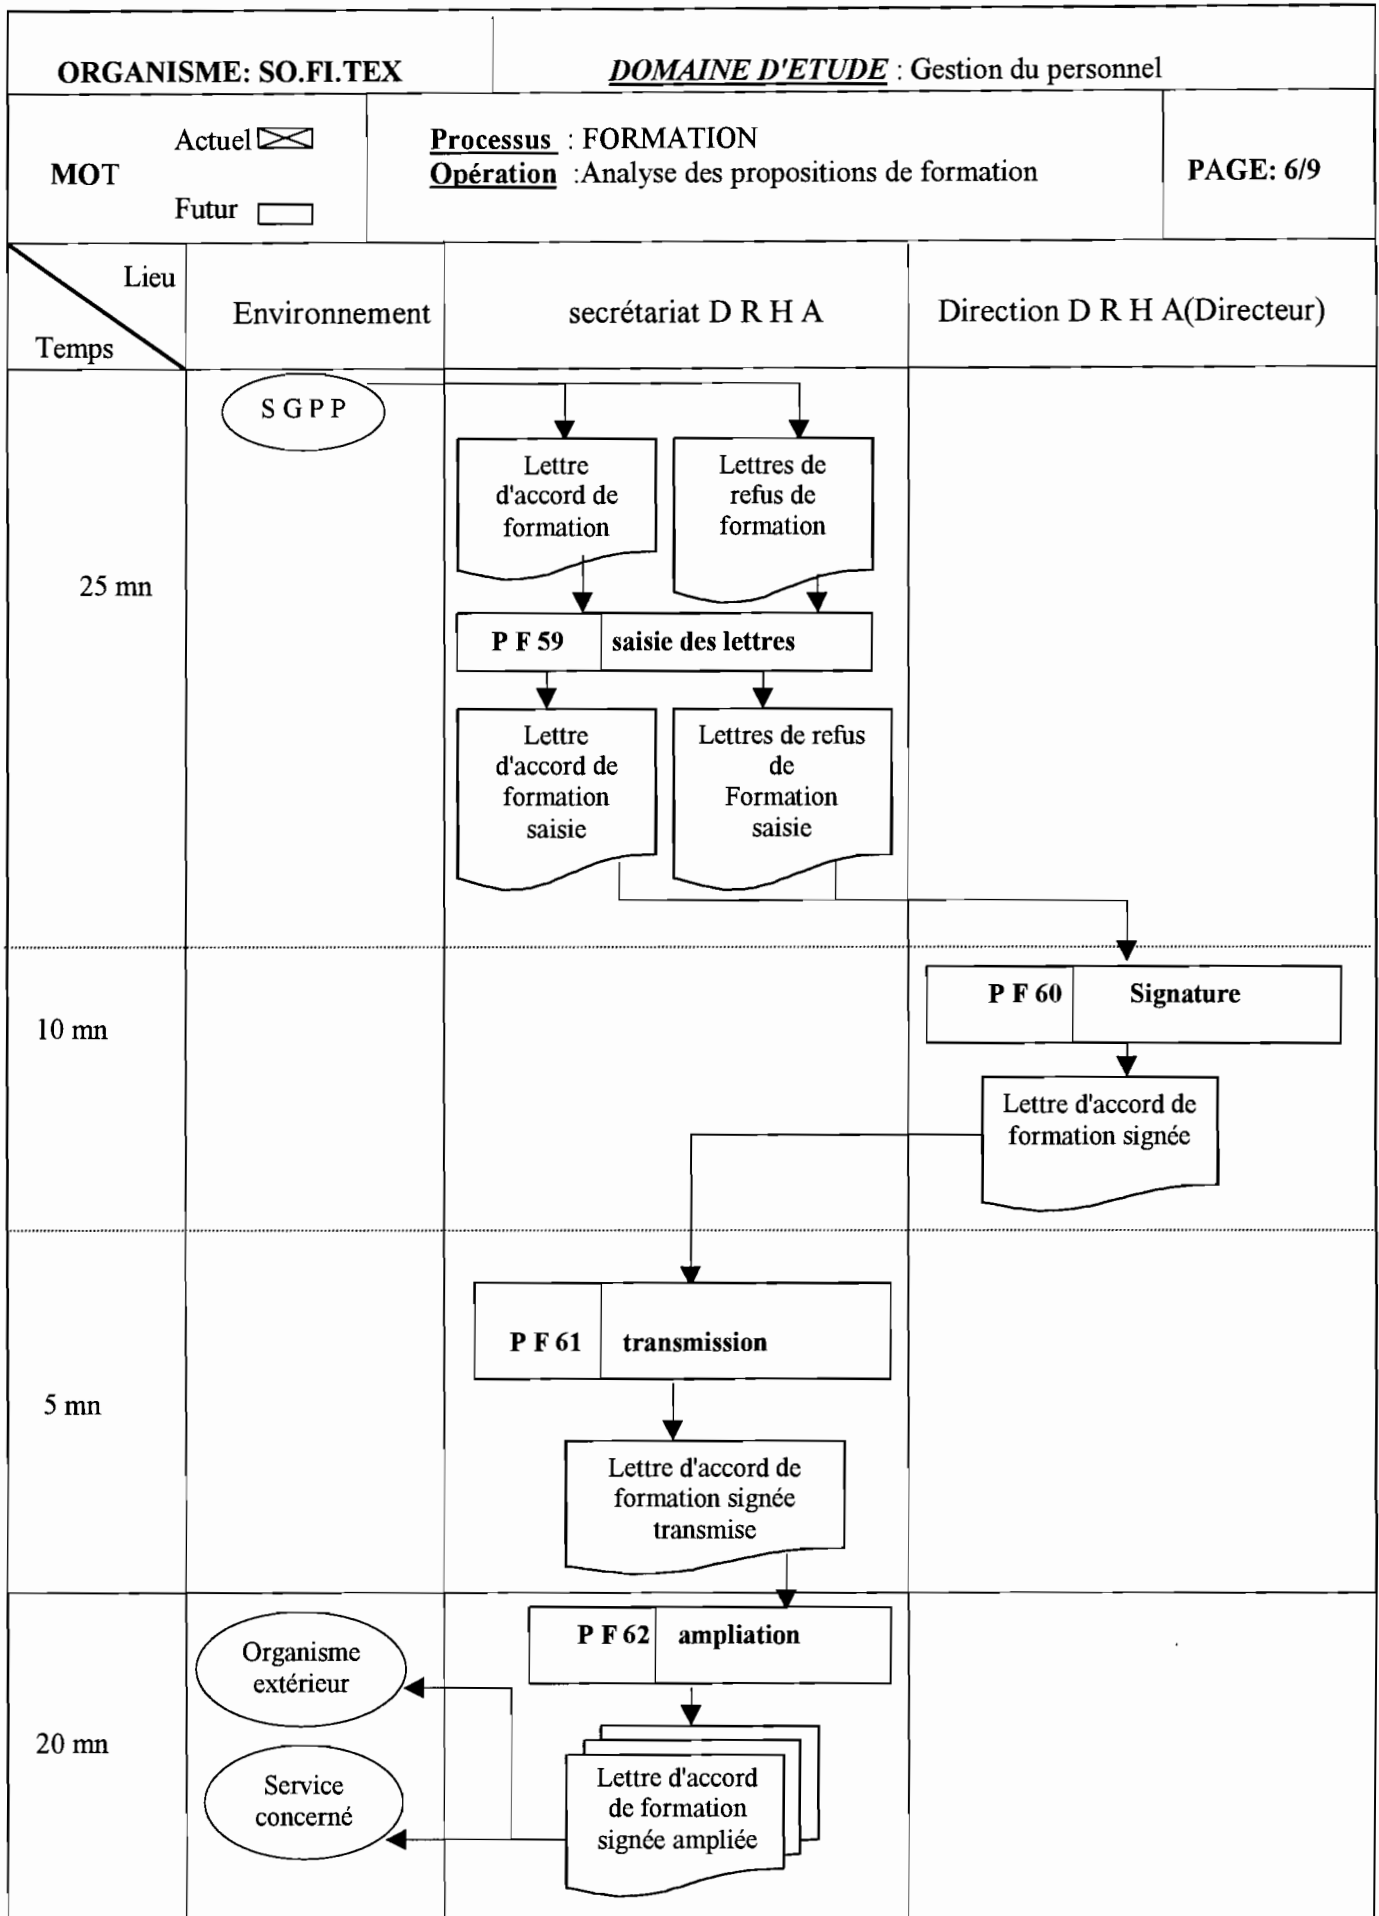 ORGANISME: SO.FI.TEX
DOMAINE D'ETUDE : Gestion du personnel
MOT
Actuel
Futur
Processus : FORMATION
Opération :Analyse des propositions de formation
PAGE: 6/9
Lieu
Temps
Environnement
secrétariat D R H A
Direction D R H A(Directeur)
25 mn
S G P P
Lettre
d'accord de
formation
Lettres de
refus de
formation
P F 59 saisie des lettres
Lettre
d'accord de
formation
saisie
Lettres de refus
de
Formation
saisie
10 mn
P F 60 Signature
Lettre d'accord de
formation signée
5 mn
P F 61 transmission
Lettre d'accord de
formation signée
transmise
20 mn
P F 62 ampliation
Organisme
extérieur
Service
concerné
Lettre d'accord
de formation
signée ampliée